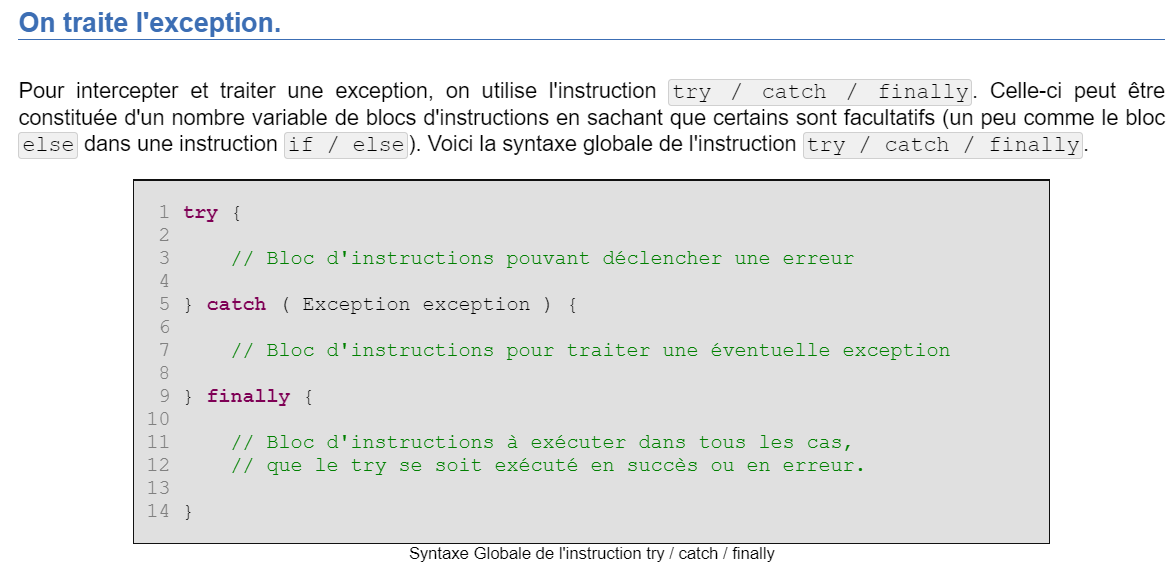 On traite l'exception.
Pour intercepter et traiter une exception, on utilise l'instruction try / catch / finally. Celle-ci peut être
constituée d'un nombre variable de blocs d'instructions en sachant que certains sont facultatifs (un peu comme le bloc
else dans une instruction if / else). Voici la syntaxe globale de l'instruction try / catch / finally.
1 try {
2
3     // Bloc d'instructions pouvant déclencher une erreur
4
5 } catch ( Exception exception ) {
6
7     // Bloc d'instructions pour traiter une éventuelle exception
8
9 } finally {
10
11     // Bloc d'instructions à exécuter dans tous les cas,
12     // que le try se soit exécuté en succès ou en erreur.
13
14 }
Syntaxe Globale de l'instruction try / catch / finally